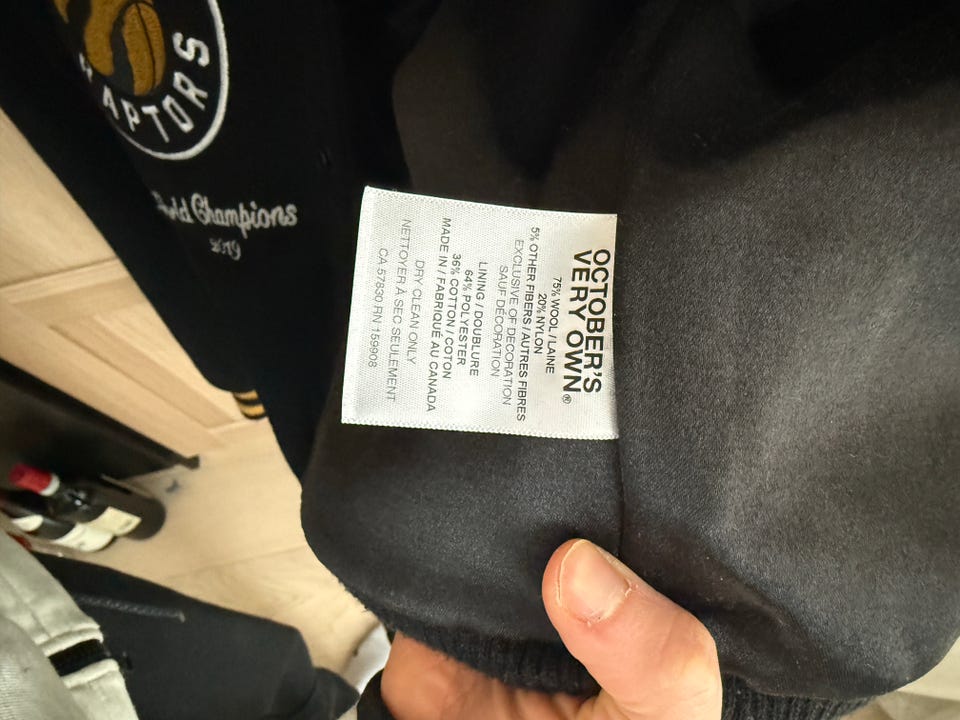 RAPTORS
World Champions
2019
OCTOBER'S
VERY OWN®
75% WOOL / LAINE
20% NYLON
5% OTHER FIBERS / AUTRES FIBRES
EXCLUSIVE OF DECORATION
SAUF DÉCORATION
LINING / DOUBLURE
64% POLYESTER
36% COTTON / COTON
MADE IN / FABRIQUÉ AU CANADA
DRY CLEAN ONLY
NETTOYER À SEC SEULEMENT
CA 57830 RN 159908